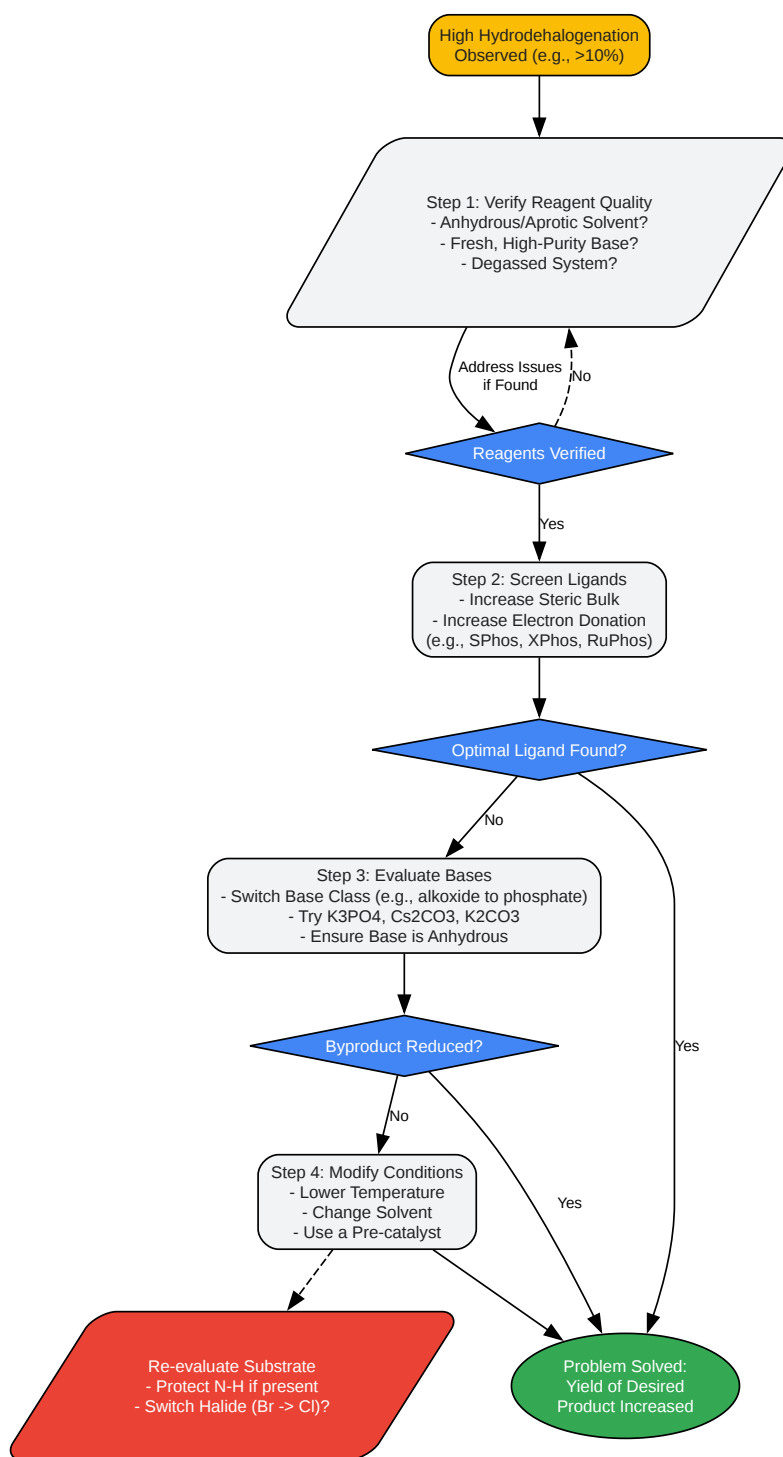 High Hydrodehalogenation
Observed (e.g., >10%)
Step 1: Verify Reagent Quality
- Anhydrous/Aprotic Solvent?
- Fresh, High-Purity Base?
- Degassed System?
Address Issues
if Found
No
Reagents Verified
Yes
Step 2: Screen Ligands
- Increase Steric Bulk
- Increase Electron Donation
(e.g., SPhos, XPhos, RuPhos)
Optimal Ligand Found?
No
Step 3: Evaluate Bases
- Switch Base Class (e.g., alkoxide to phosphate)
- Try K3PO4, Cs2CO3, K2CO3
- Ensure Base is Anhydrous
Byproduct Reduced?
Yes
No
Step 4: Modify Conditions
- Lower Temperature
- Change Solvent
- Use a Pre-catalyst
Yes
Re-evaluate Substrate
- Protect N-H if present
- Switch Halide (Br -> Cl)?
Problem Solved:
Yield of Desired
Product Increased